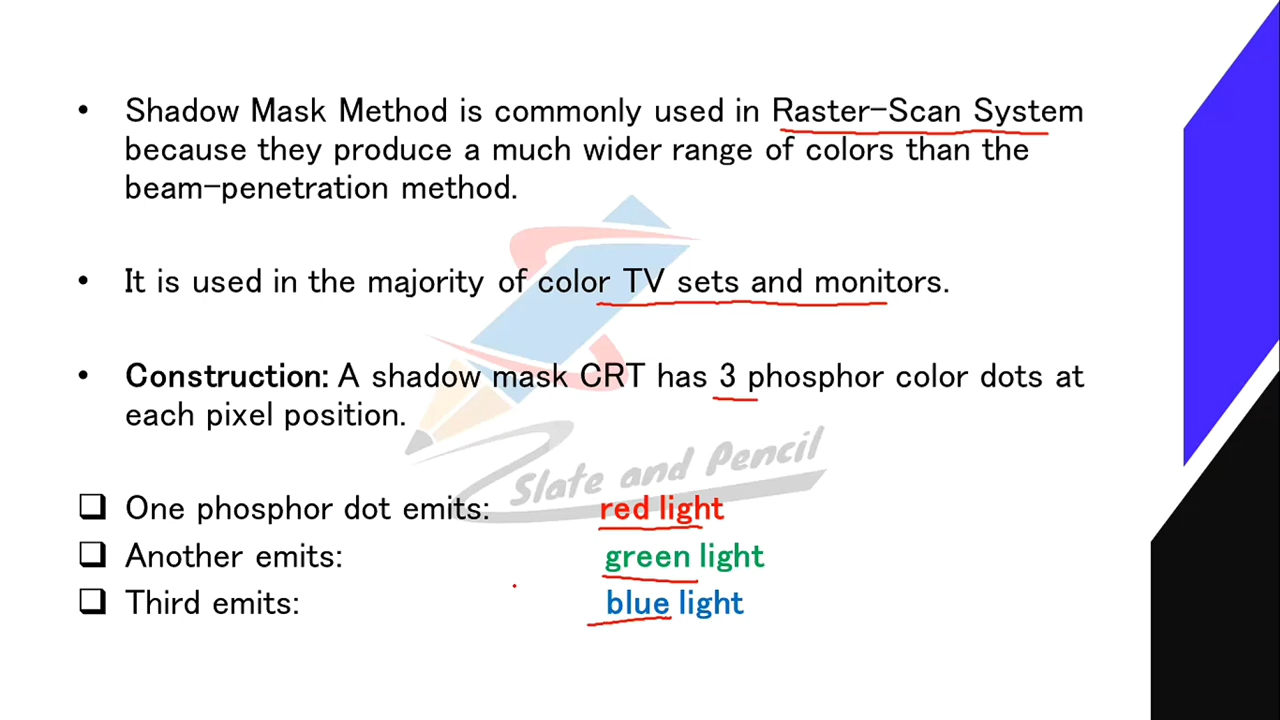 • Shadow Mask Method is commonly used in Raster-Scan System
because they produce a much wider range of colors than the
beam-penetration method.
• It is used in the majority of color TV sets and monitors.
• Construction: A shadow mask CRT has 3 phosphor color dots at
each pixel position.
Slate and Pencil
❑ One phosphor dot emits: red light
❑ Another emits: green light
❑ Third emits: blue light